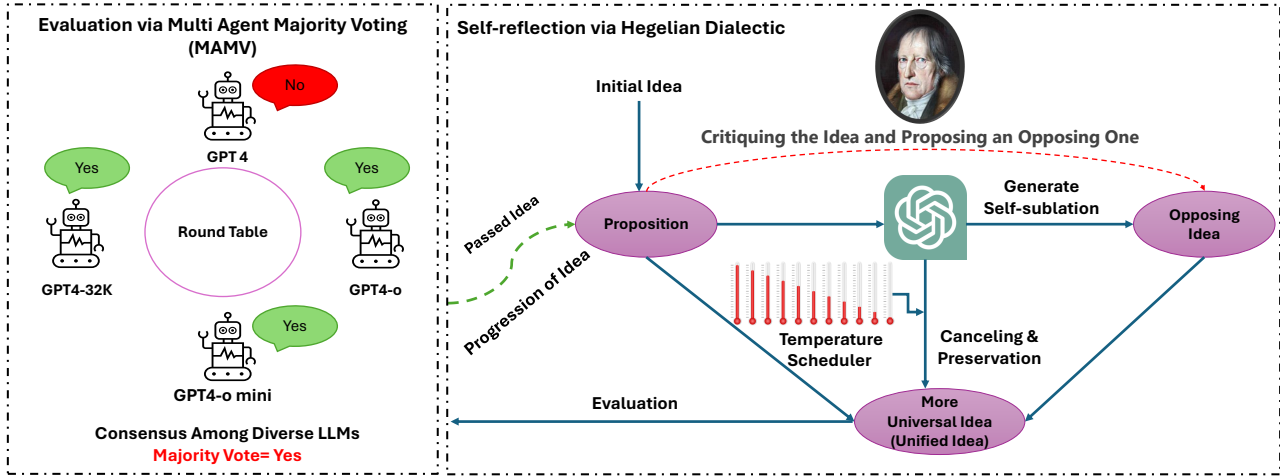 Evaluation via Multi Agent Majority Voting
(MAMV)
No
GPT 4
Yes
Yes
Round Table
GPT4-32K
GPT4-o
Yes
GPT4-o mini
Consensus Among Diverse LLMs
Majority Vote= Yes
Self-reflection via Hegelian Dialectic
Initial Idea
Critiquing the Idea and Proposing an Opposing One
Passed Idea
Progression of Idea
Proposition
Generate
Self-sublation
Opposing
Idea
Temperature
Scheduler
Canceling &
Preservation
Evaluation
More
Universal Idea
(Unified Idea)